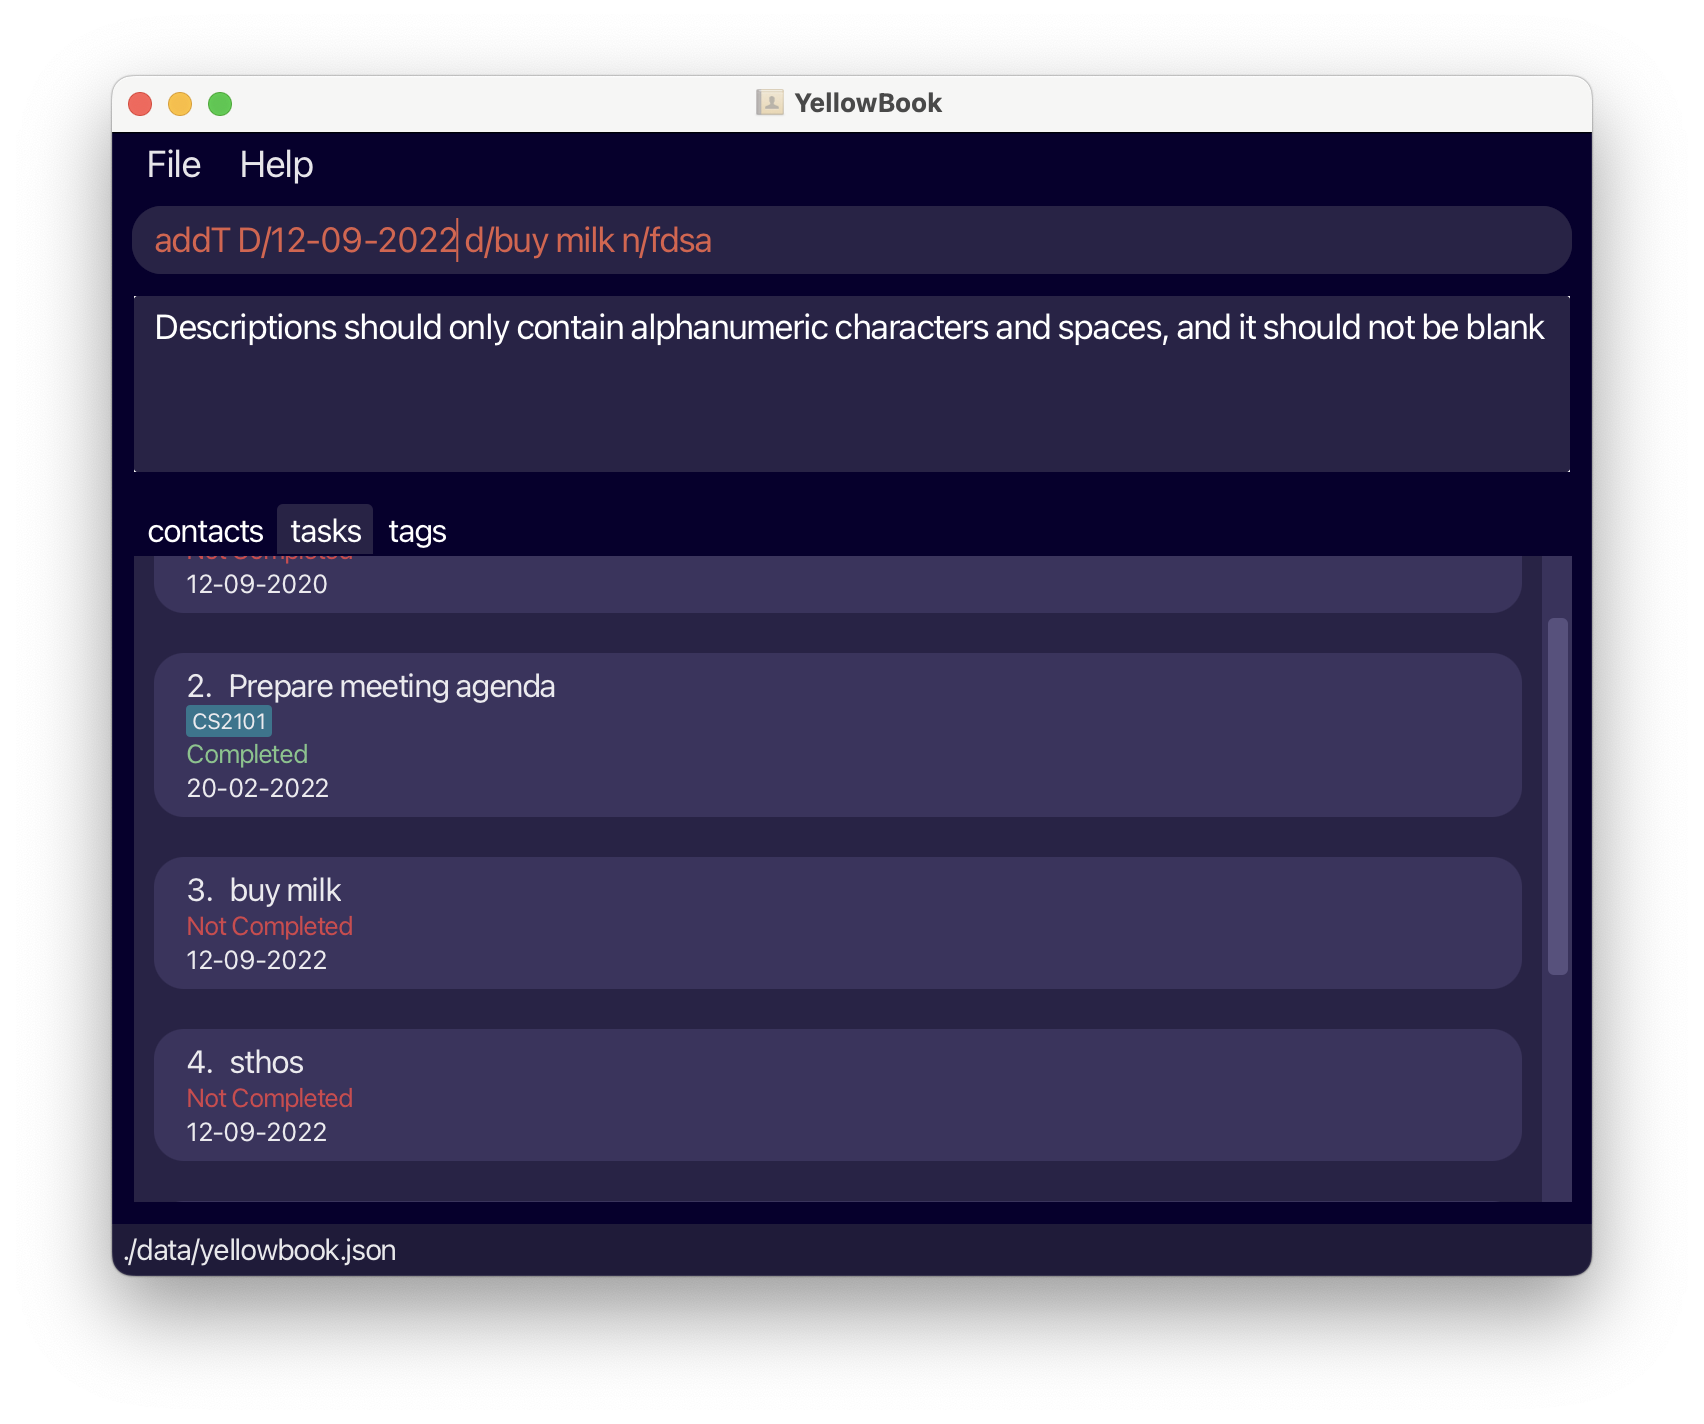 YellowBook
File Help
addT D/12-09-2022 d/buy milk n/fdsa
Descriptions should only contain alphanumeric characters and spaces, and it should not be blank
contacts tasks tags
Not Completed
12-09-2020
2. Prepare meeting agenda
CS2101
Completed
20-02-2022
3. buy milk
Not Completed
12-09-2022
4. sthos
Not Completed
12-09-2022
./data/yellowbook.json